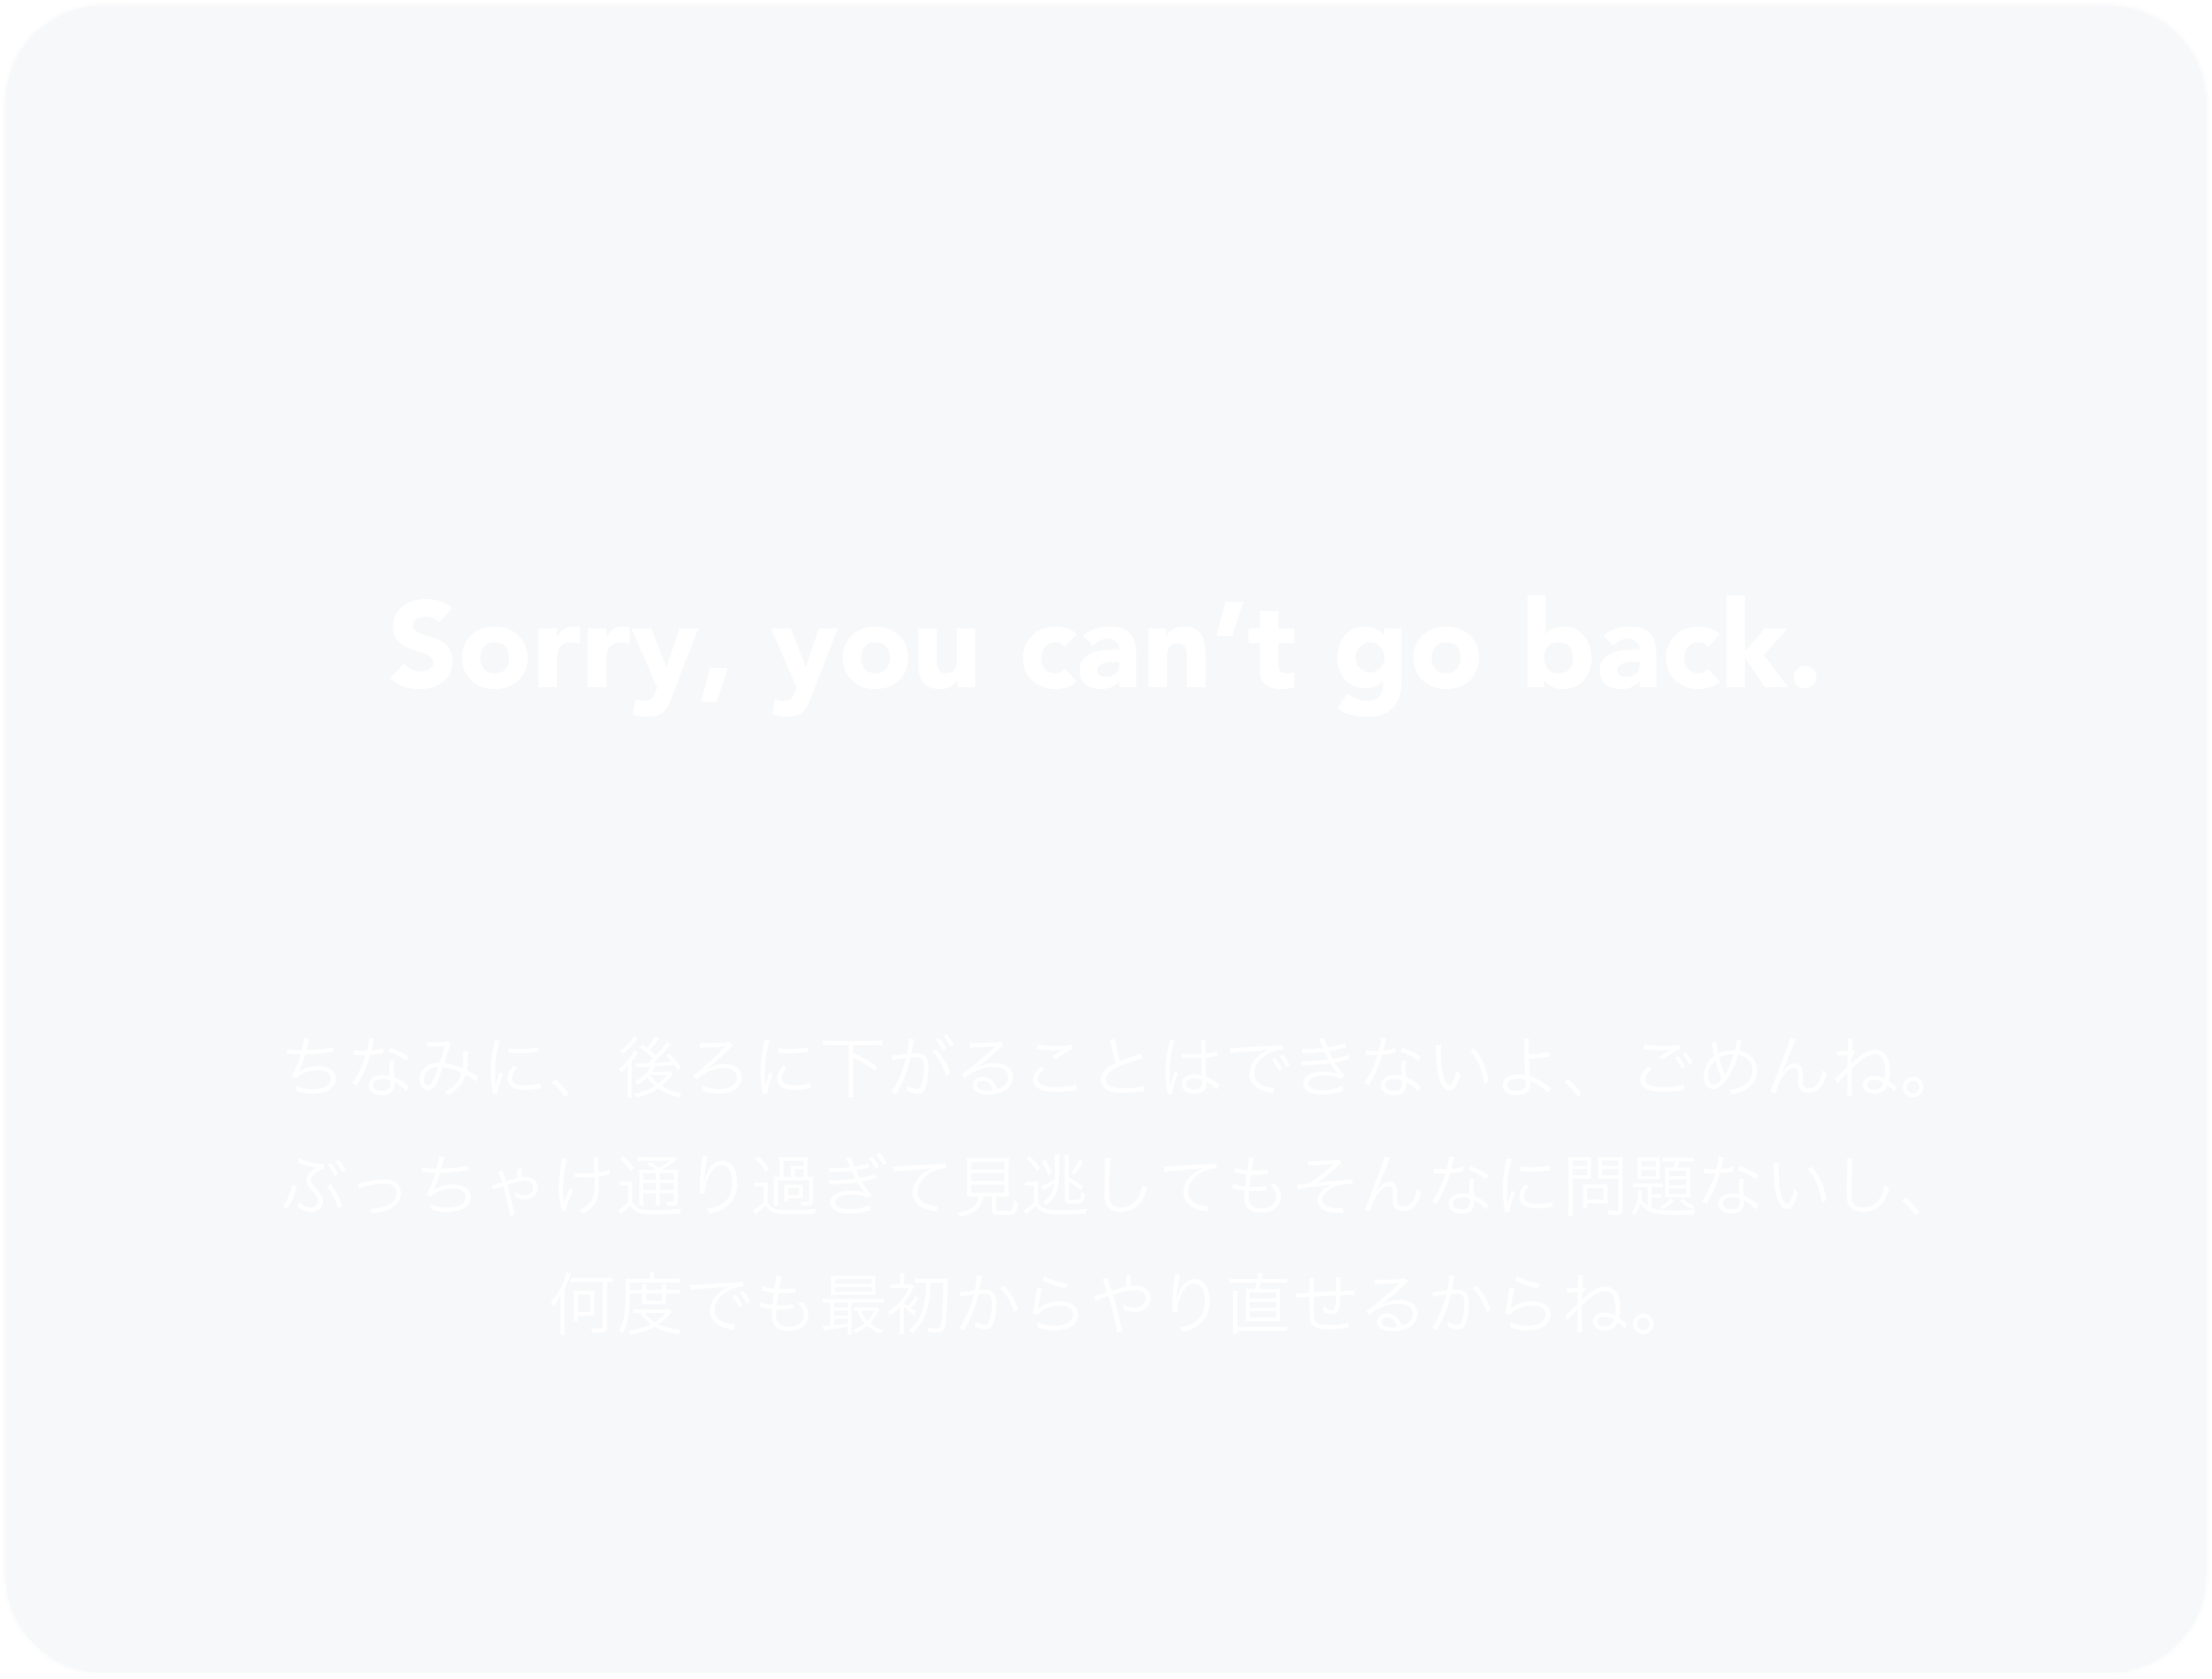 Sorry, you can't go back.
ちなみに、後るに下がることはできないよ、ごめんね。
ぶっちゃけ通り過ぎて見逃してもそんなに問題ないし、
何度でも最初からやり直せるからね。